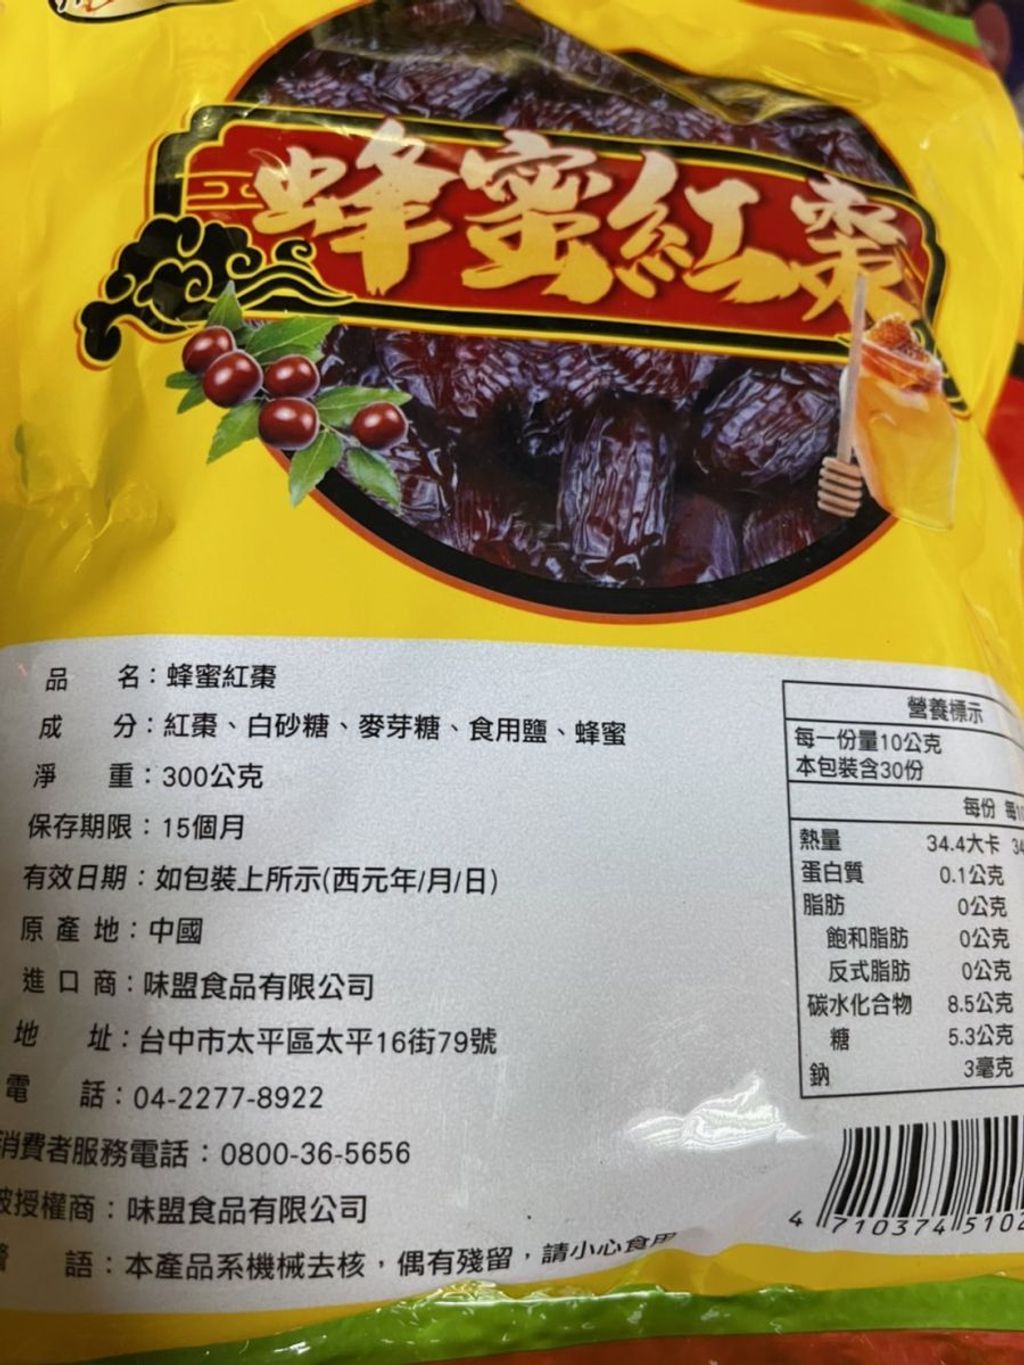 蜂蜜紅棗
品　名：蜂蜜紅棗
成　分：紅棗、白砂糖、麥芽糖、食用鹽、蜂蜜
淨　重：300公克
保存期限：15個月
有效日期：如包裝上所示(西元年/月/日)
原產地：中國
進口商：味盟食品有限公司
地　址：台中市太平區太平16街79號
電　話：04-2277-8922
消費者服務電話：0800-36-5656
被授權商：味盟食品有限公司
語：本產品系機械去核，偶有殘留，請小心食用
營養標示
每一份量10公克
本包裝含30份
每份
熱量 34.4大卡
蛋白質 0.1公克
脂肪 0公克
飽和脂肪 0公克
反式脂肪 0公克
碳水化合物 8.5公克
糖 5.3公克
鈉 3毫克
4 710374 5102